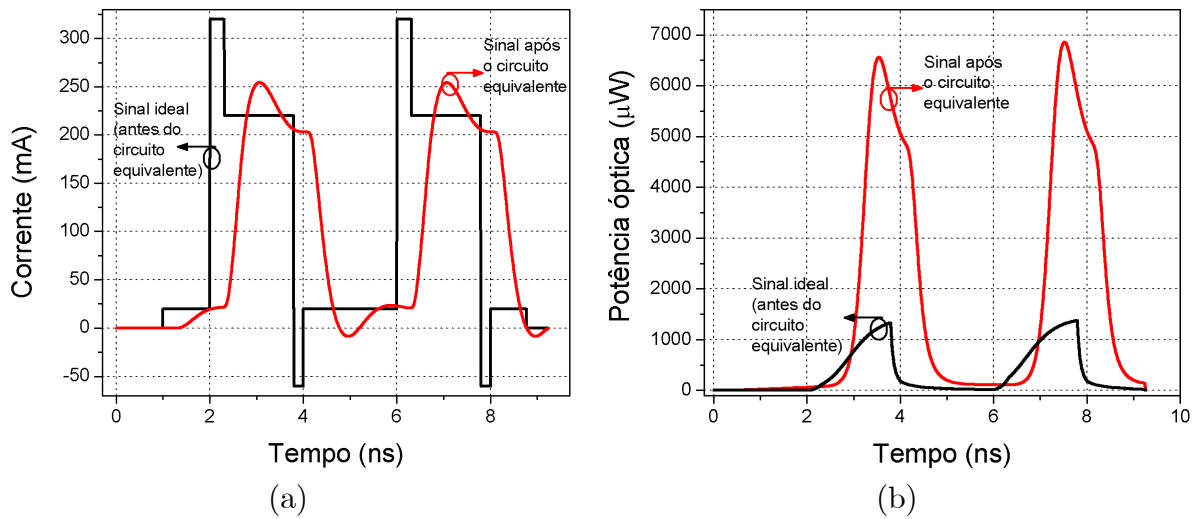 300
250
200
150
100
50
0
-50
0
2
4
6
8
Corrente (mA)
Tempo (ns)
Sinal ideal
(antes do
circuito
equivalente)
Sinal após
o circuito
equivalente
(a)
7000
6000
5000
4000
3000
2000
1000
0
0
2
4
6
8
10
Potência óptica (μW)
Tempo (ns)
Sinal após
o circuito
equivalente
Sinal ideal
(antes do
circuito
equivalente)
(b)